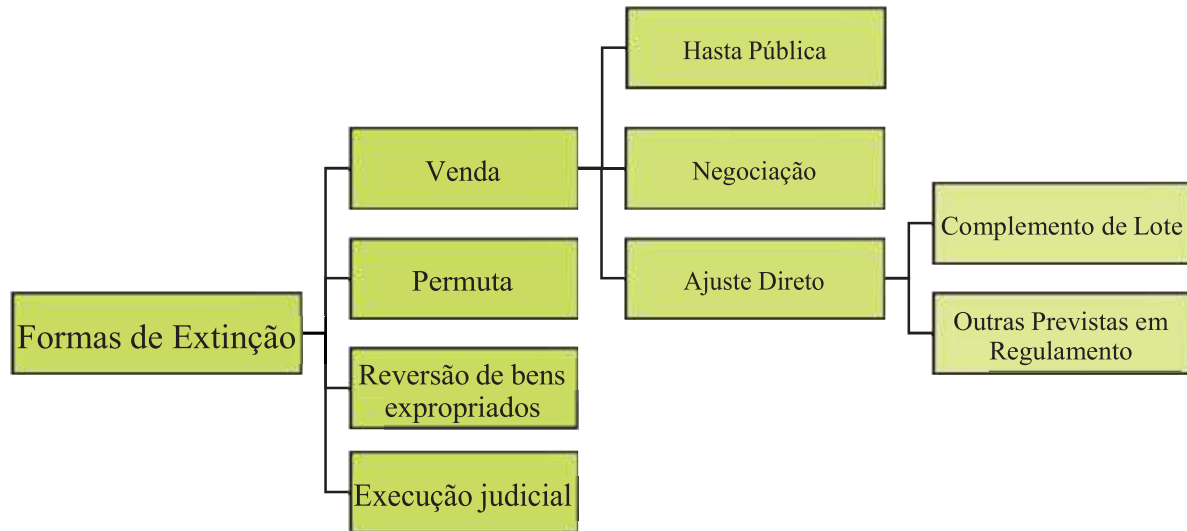 Formas de Extinção
Venda
Permuta
Reversão de bens
expropriados
Execução judicial
Hasta Pública
Negociação
Ajuste Direto
Complemento de Lote
Outras Previstas em
Regulamento